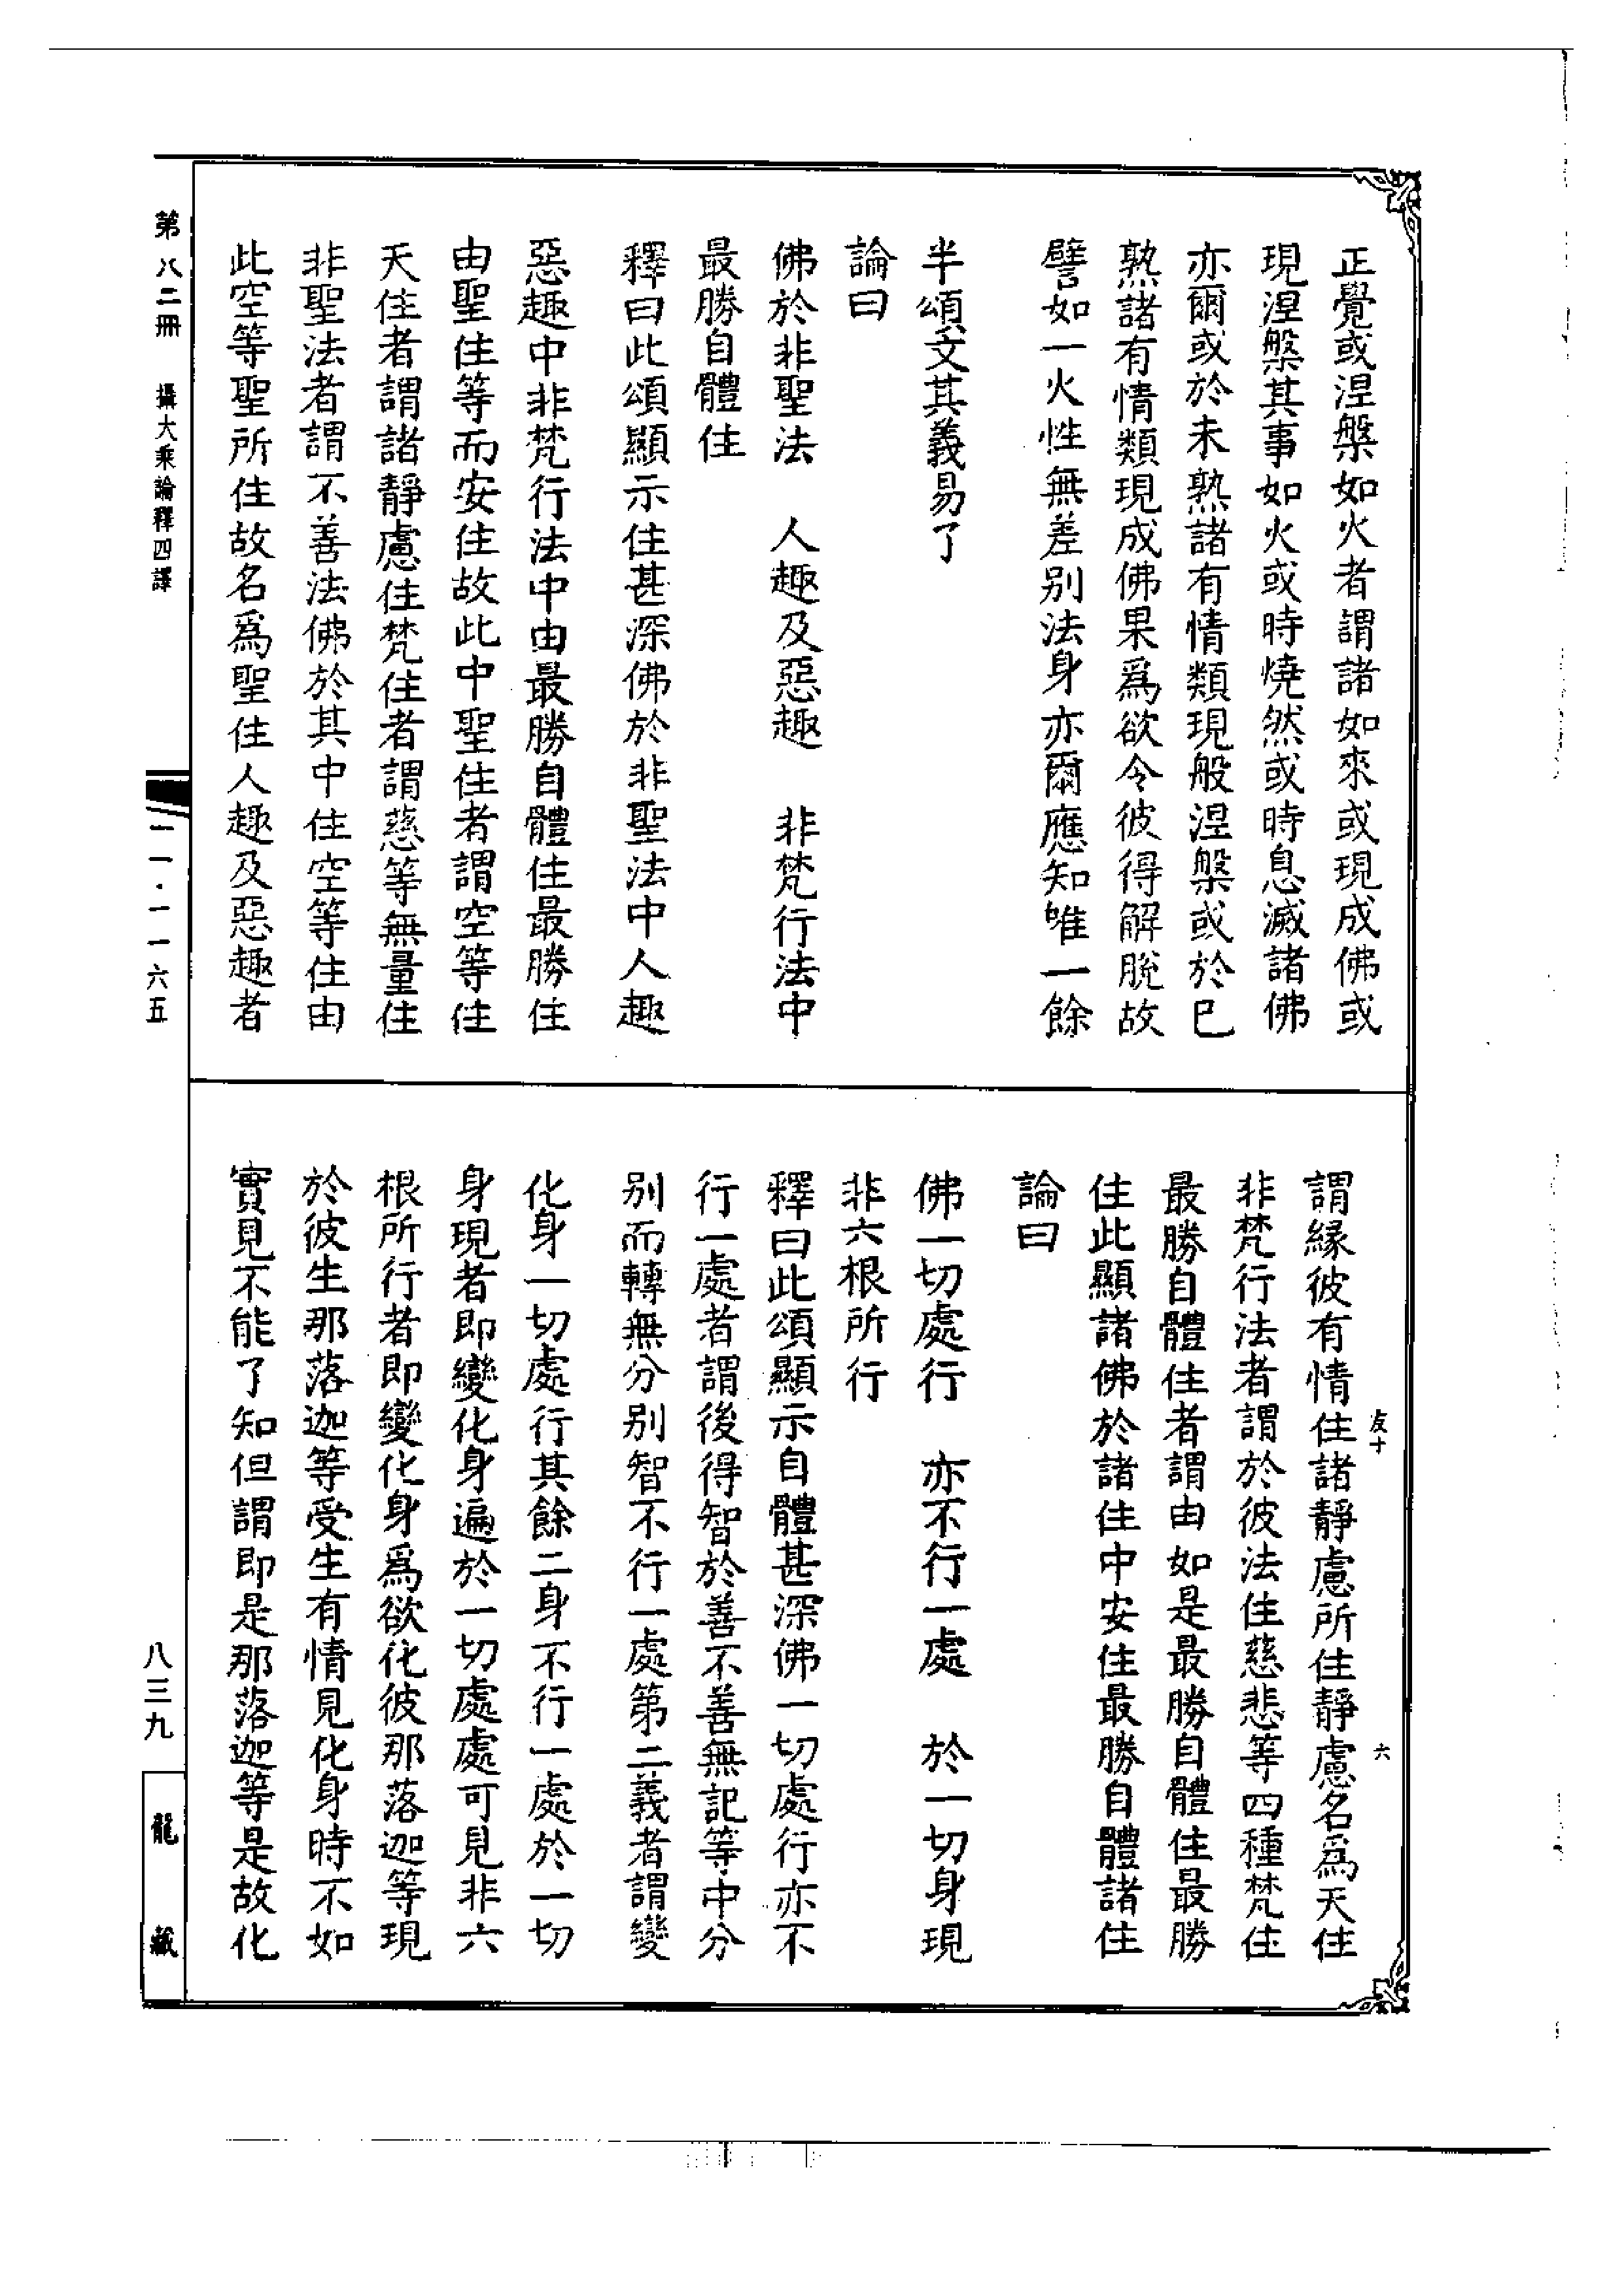 正覺或涅槃如火者謂諸如來或現成佛或
現涅槃其事如火或時燒然或時息滅諸佛
亦爾或於未熟諸有情類現般涅槃或於已
熟諸有情類現成佛果爲欲令彼得解脫故
譬如一火性無差别法身亦爾應知唯一餘
半頌文其義易了
論曰
佛於非聖法　人趣及惡趣　非梵行法中
最勝自體住
釋曰此頌顯示住甚深佛於非聖法中人趣
惡趣中非梵行法中由最勝自體住最勝住
由聖住等而安住故此中聖住者謂空等住
天住者謂諸靜慮住梵住者謂慈等無量住
非聖法者謂不善法佛於其中住空等住由
此空等聖所住故名爲聖住人趣及惡趣者
謂緣彼有情住諸靜慮所住靜慮名爲天住
非梵行法者謂於彼法住慈悲等四種梵住
最勝自體住者謂由如是最勝自體住最勝
住此顯諸佛於諸住中安住最勝自體諸住
論曰
佛一切處行　亦不行一處　於一切身現
非六根所行
釋曰此頌顯示自體甚深佛一切處行亦不
行一處者謂後得智於善不善無記等中分
别而轉無分别智不行一處第二義者謂變
化身一切處行其餘二身不行一處於一切
身現者即變化身遍於一切處處可見非六
根所行者即變化身爲欲化彼那落迦等現
於彼生那落迦等受生有情見化身時不如
實見不能了知但謂即是那落迦等是故化
友十
六
第八二冊　攝大乘論釋四譯
一一·一一六五
八三九
龍藏